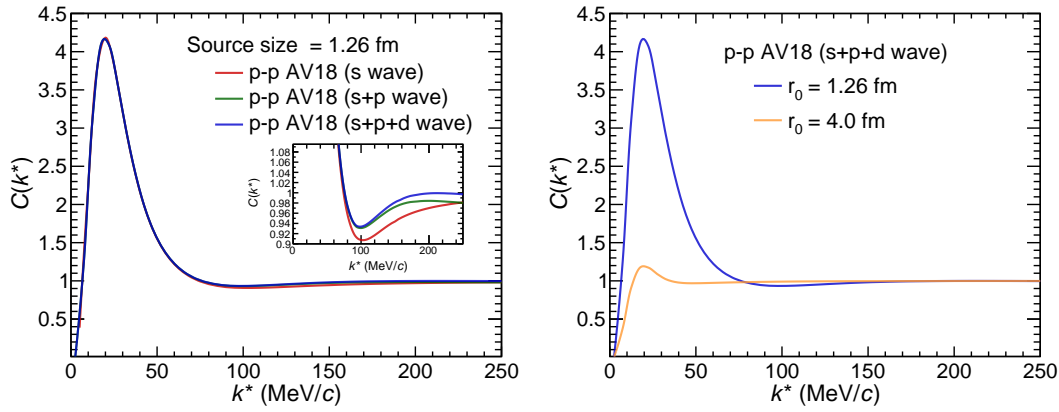 Source size = 1.26 fm
p-p AV18 (s wave)
p-p AV18 (s+p wave)
p-p AV18 (s+p+d wave)
C(k*)
4.5
4
3.5
3
2.5
2
1.5
1
0.5
0 50 100 150 200 250
k* (MeV/c)
C(k*)
1.08
1.06
1.04
1.02
1
0.98
0.96
0.94
0.92
0.9
0 100 200
k* (MeV/c)
p-p AV18 (s+p+d wave)
r₀ = 1.26 fm
r₀ = 4.0 fm
C(k*)
4.5
4
3.5
3
2.5
2
1.5
1
0.5
0 50 100 150 200 250
k* (MeV/c)